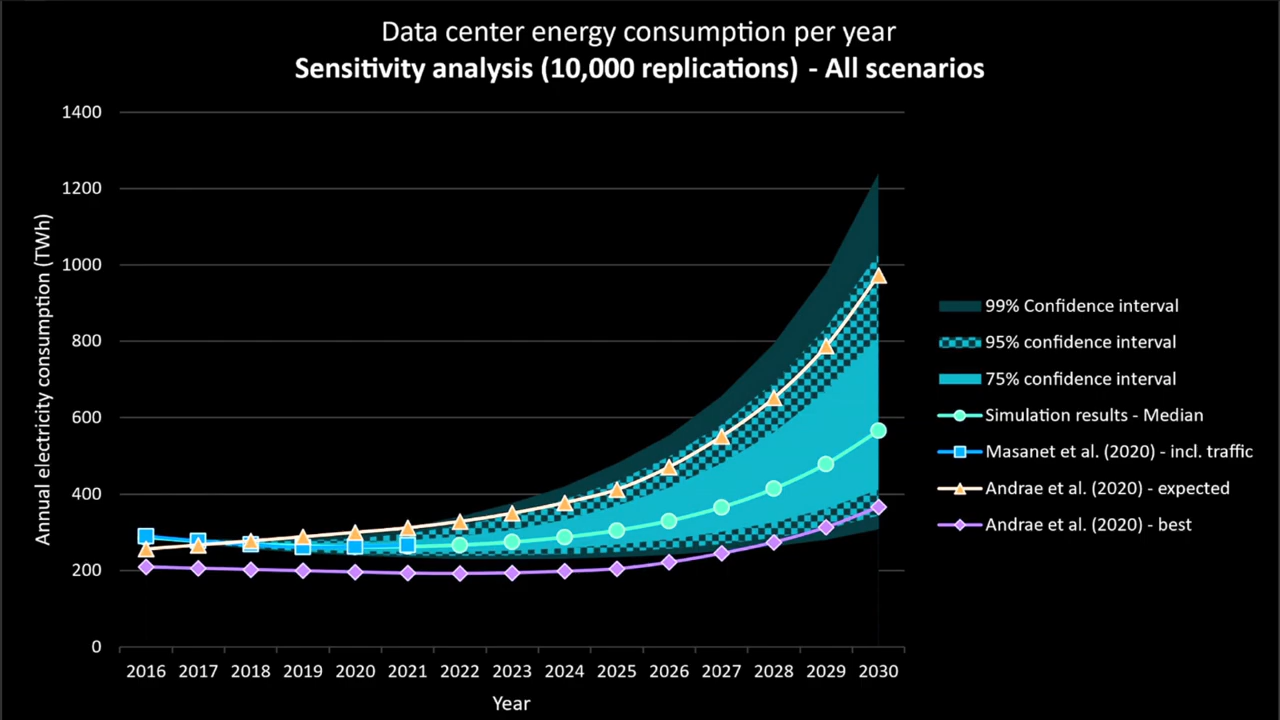 Data center energy consumption per year
Sensitivity analysis (10,000 replications) - All scenarios
1400
1200
1000
800
600
400
200
0
Annual electricity consumption (TWh)
2016 2017 2018 2019 2020 2021 2022 2023 2024 2025 2026 2027 2028 2029 2030
Year
99% Confidence interval
95% confidence interval
75% confidence interval
Simulation results - Median
Masanet et al. (2020) - incl. traffic
Andrae et al. (2020) - expected
Andrae et al. (2020) - best